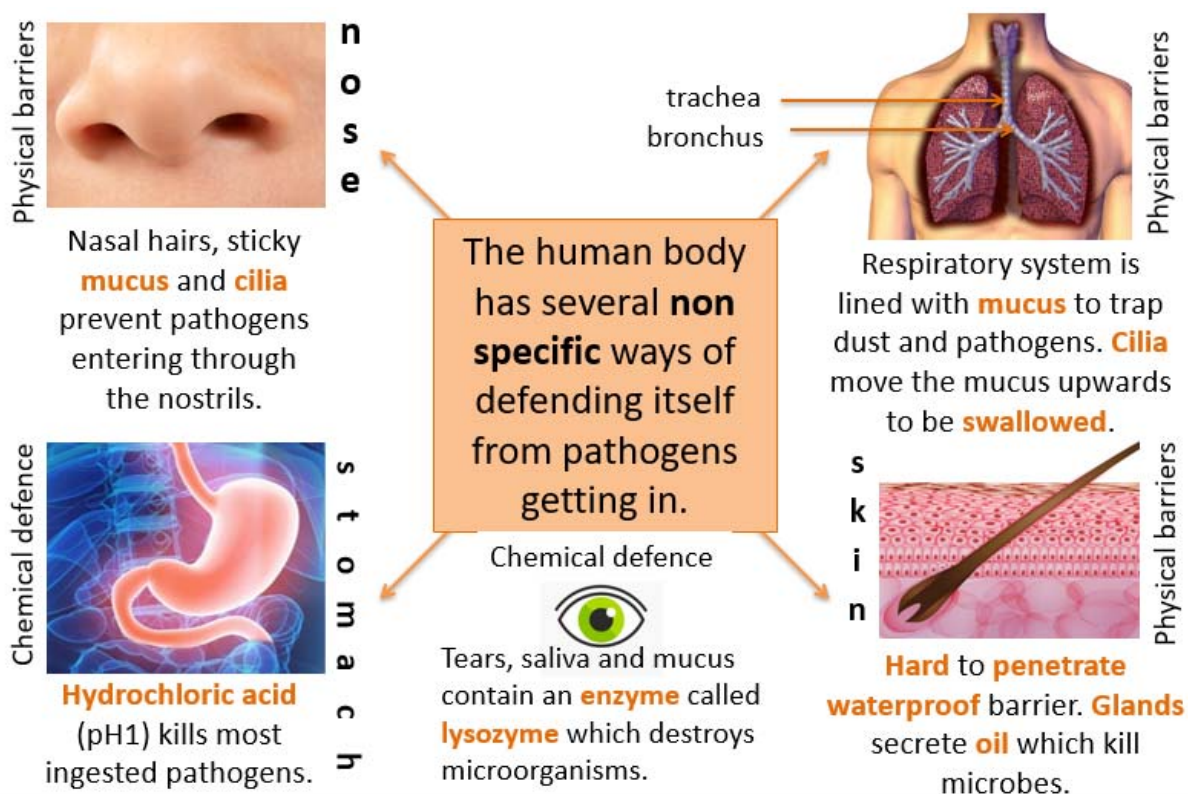 Physical barriers
nose
Nasal hairs, sticky
mucus and cilia
prevent pathogens
entering through
the nostrils.
trachea
bronchus
Physical barriers
Respiratory system is
lined with mucus to trap
dust and pathogens. Cilia
move the mucus upwards
to be swallowed.
The human body
has several non
specific ways of
defending itself
from pathogens
getting in.
Chemical defence
stomach
Hydrochloric acid
(pH1) kills most
ingested pathogens.
Chemical defence
Tears, saliva and mucus
contain an enzyme called
lysozyme which destroys
microorganisms.
skin
Physical barriers
Hard to penetrate
waterproof barrier. Glands
secrete oil which kill
microbes.